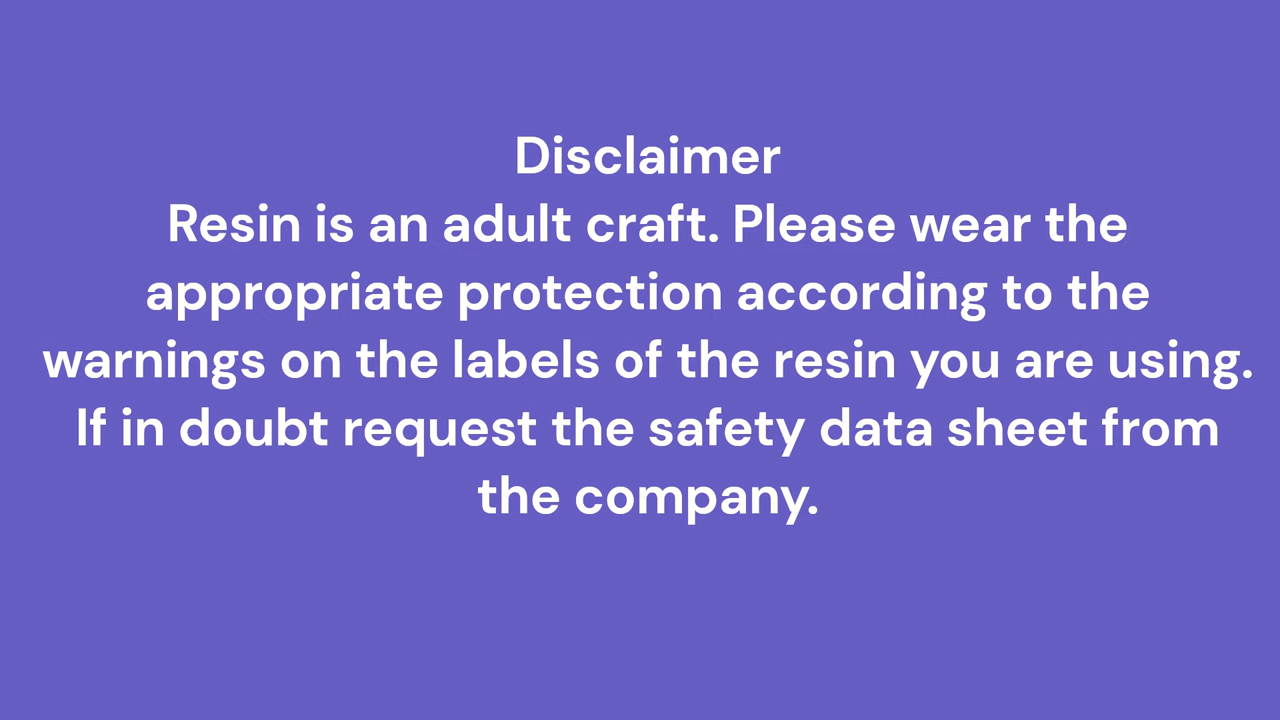 Disclaimer
Resin is an adult craft. Please wear the
appropriate protection according to the
warnings on the labels of the resin you are using.
If in doubt request the safety data sheet from
the company.